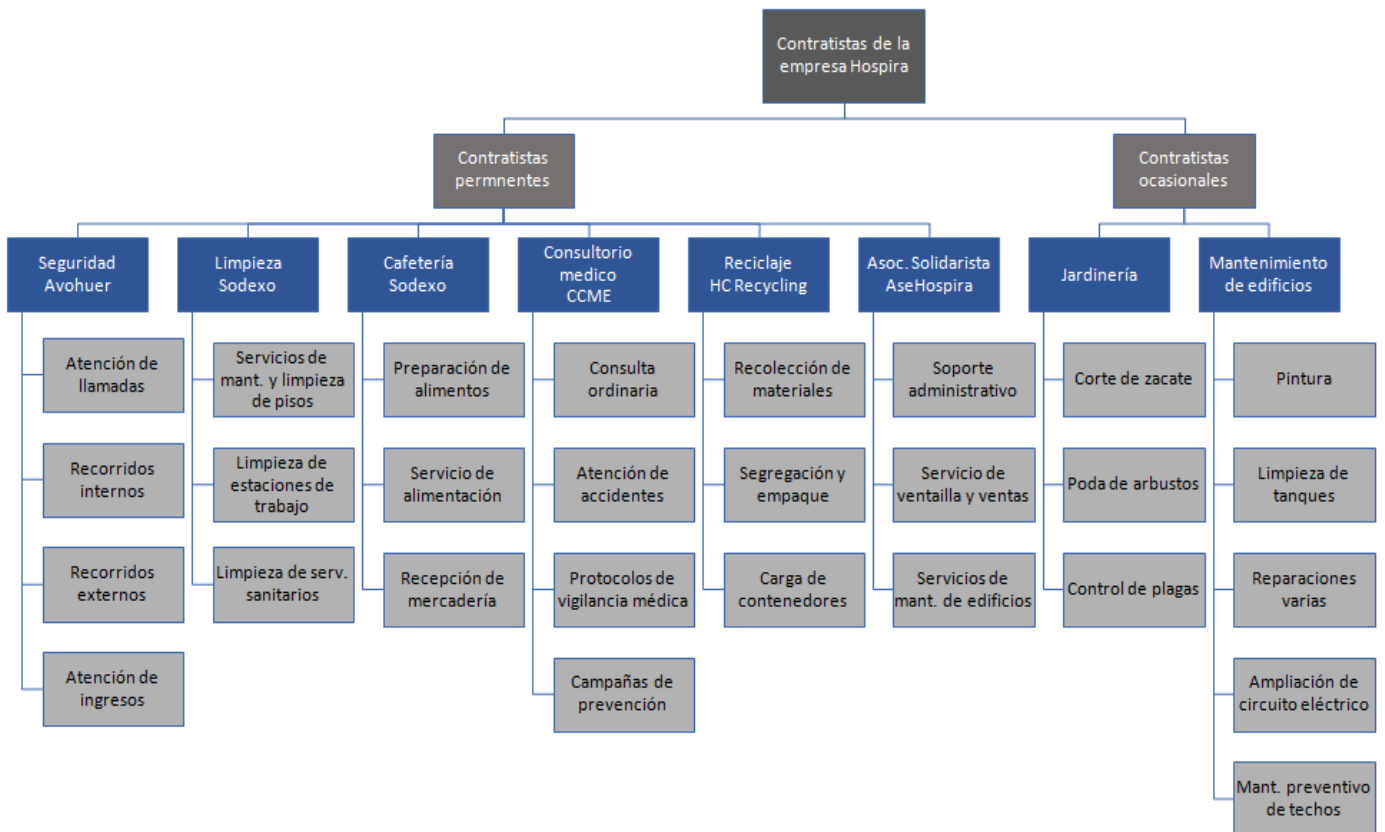 Contratistas de la
empresa Hospira
Contratistas
permnentes
Contratistas
ocasionales
Seguridad
Avohuer
Limpieza
Sodexo
Cafetería
Sodexo
Consultorio
medico
CCME
Reciclaje
HC Recycling
Asoc. Solidarista
AseHospira
Jardinería
Mantenimiento
de edificios
Atención de
llamadas
Recorridos
internos
Recorridos
externos
Atención de
ingresos
Servicios de
mant. y limpieza
de pisos
Limpieza de
estaciones de
trabajo
Limpieza de serv.
sanitarios
Preparación de
alimentos
Servicio de
alimentación
Recepción de
mercadería
Consulta
ordinaria
Atención de
accidentes
Protocolos de
vigilancia médica
Campañas de
prevención
Recolección de
materiales
Segregación y
empaque
Carga de
contenedores
Soporte
administrativo
Servicio de
ventailla y ventas
Servicios de
mant. de edificios
Corte de zacate
Poda de arbustos
Control de plagas
Pintura
Limpieza de
tanques
Reparaciones
varias
Ampliación de
circuito eléctrico
Mant. preventivo
de techos